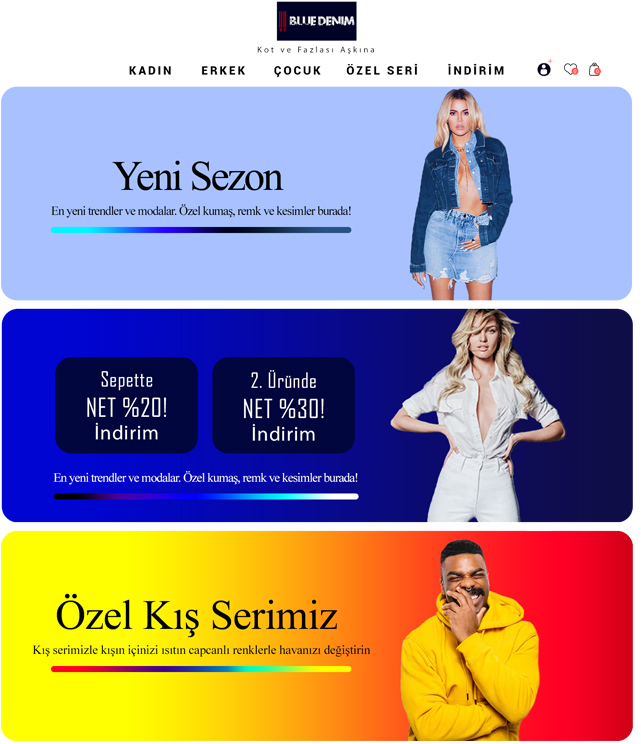 BLUE DENIM
Kot ve Fazlası Aşkına
KADIN ERKEK ÇOCUK ÖZEL SERİ İNDİRİM
Yeni Sezon
En yeni trendler ve modalar. Özel kumaş, remk ve kesimler burada!
Sepette
NET %20!
İndirim
2. Üründe
NET %30!
İndirim
En yeni trendler ve modalar. Özel kumaş, remk ve kesimler burada!
Özel Kış Serimiz
Kış serimizle kışın içinizi ısıtın capcanlı renklerle havanızı değiştirin